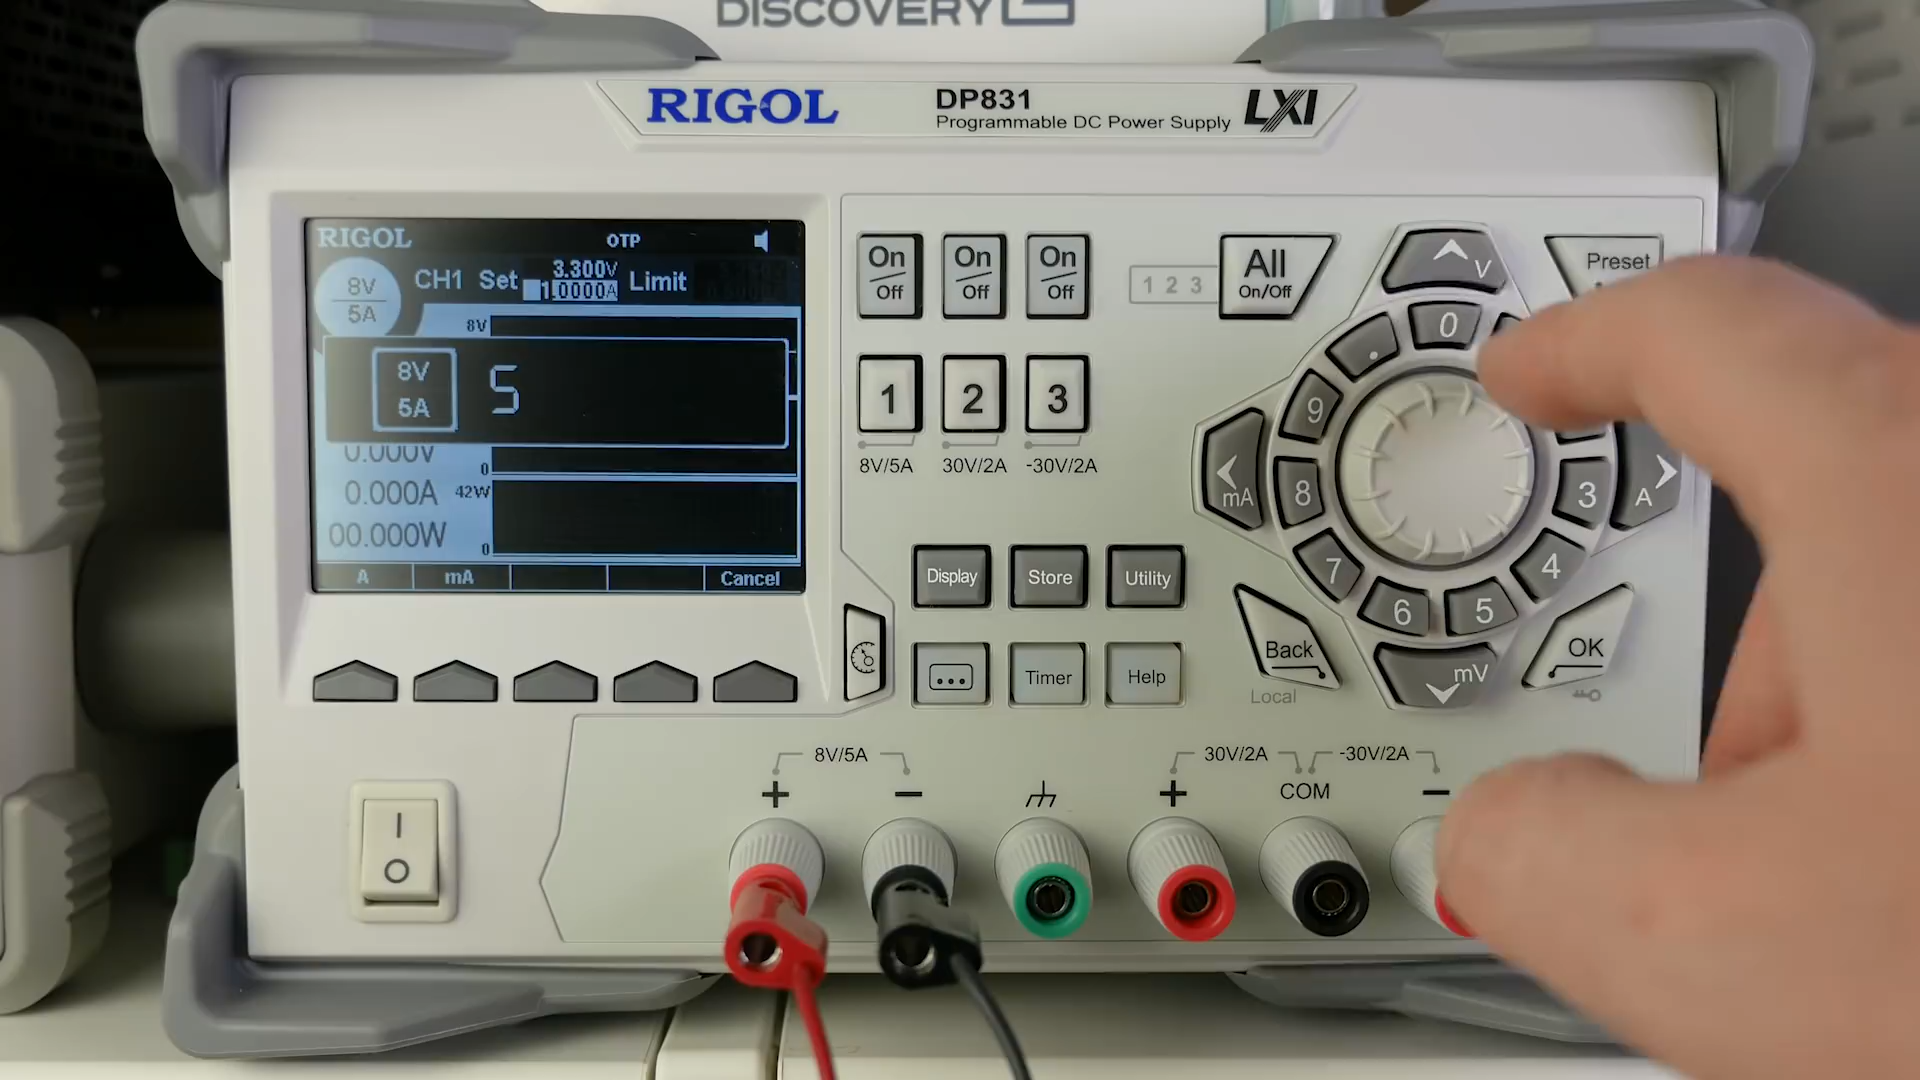 DISCOVERY
RIGOL
DP831
Programmable DC Power Supply
LXI
RIGOL
OTP
8V
5A
CH1 Set
3.300V
1.0000A
Limit
8V
8V
5A
5
0.000V
0
0.000A
42W
00.000W
0
A
mA
Cancel
On
Off
On
Off
On
Off
1 2 3
All
On/Off
Preset
1
2
3
8V/5A
30V/2A
-30V/2A
V
.
0
9
mA
8
3
A
7
4
6
5
mV
Display
Store
Utility
...
Timer
Help
Back
Local
OK
8V/5A
30V/2A
-30V/2A
+
−
+
COM
−
I
O